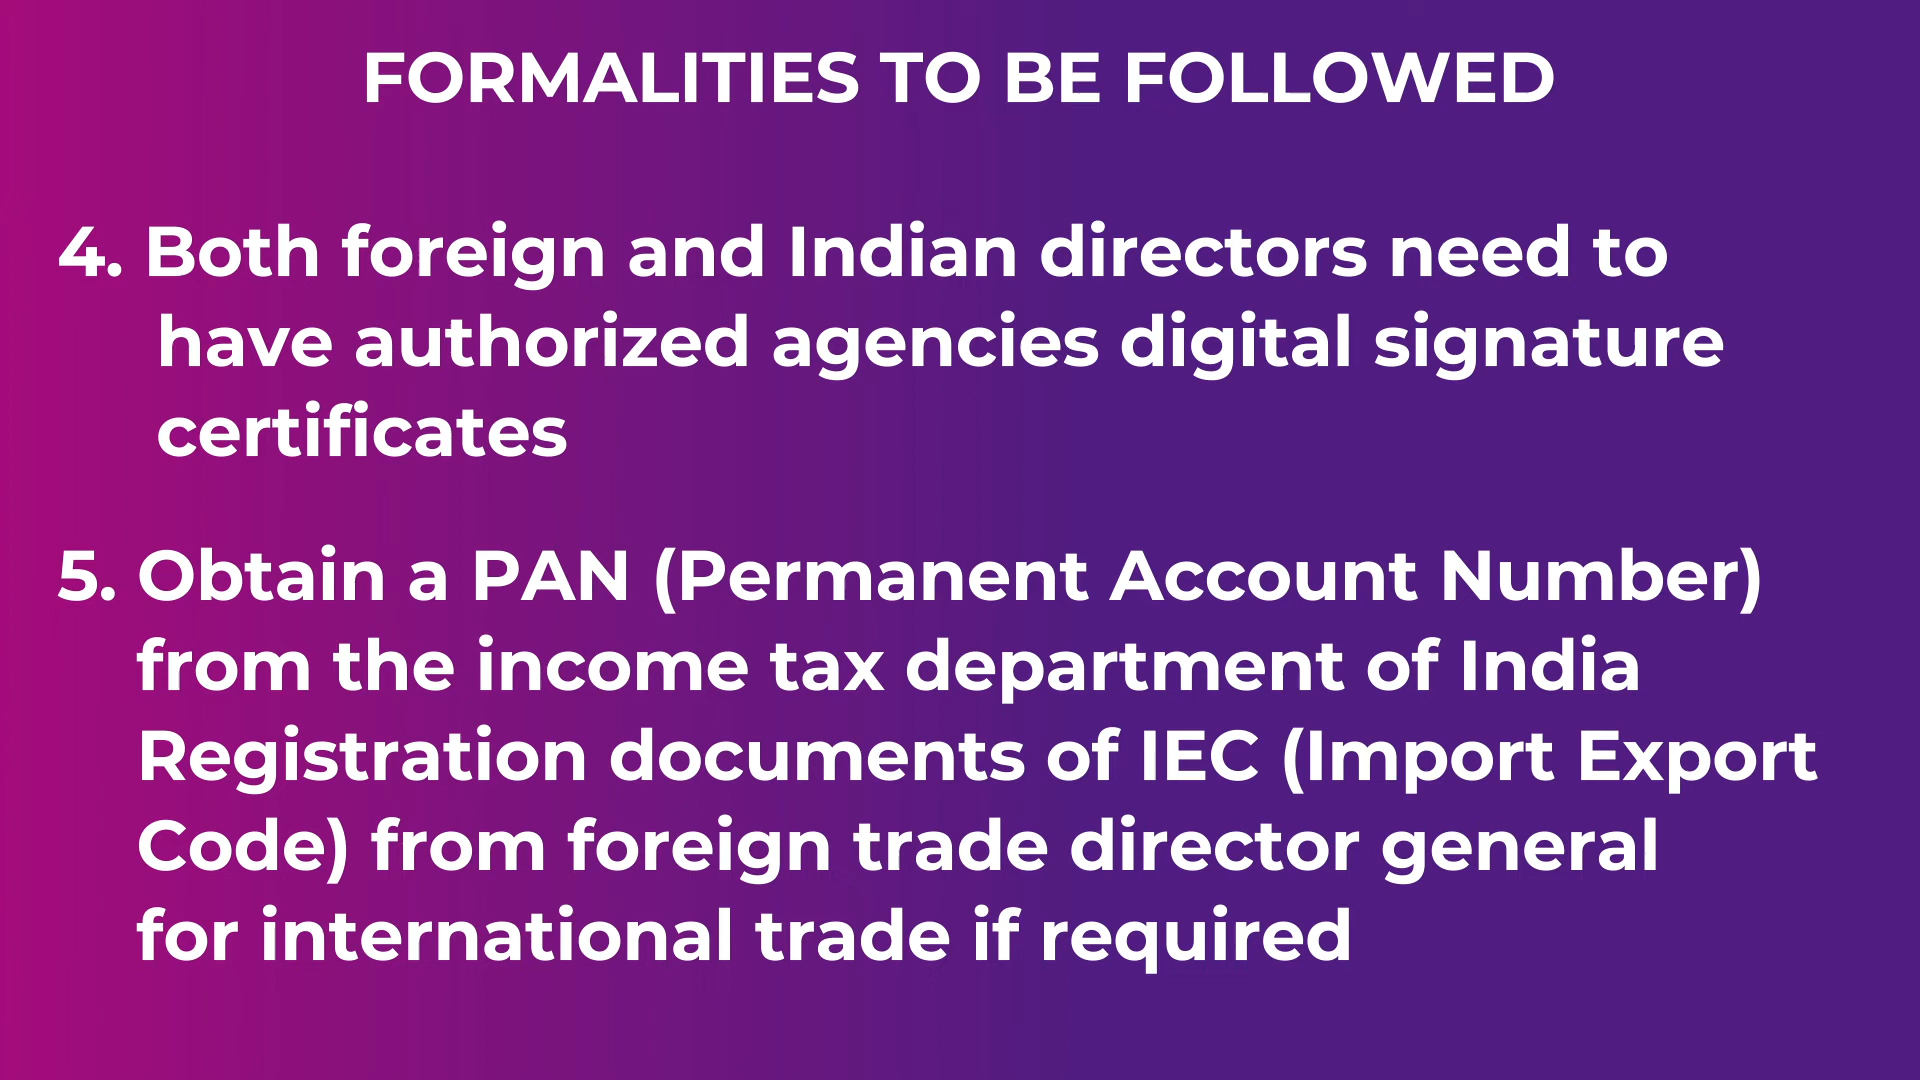 FORMALITIES TO BE FOLLOWED
4. Both foreign and Indian directors need to
have authorized agencies digital signature
certificates
5. Obtain a PAN (Permanent Account Number)
from the income tax department of India
Registration documents of IEC (Import Export
Code) from foreign trade director general
for international trade if required